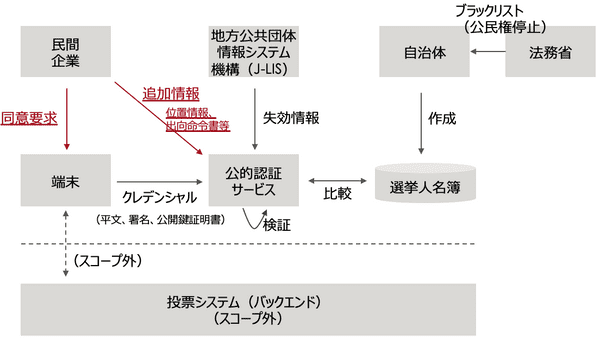 ブラックリスト
（公民権停止）
民間
企業
地方公共団体
情報システム
機構（J-LIS）
自治体
法務省
追加情報
位置情報、
出向命令書等
同意要求
失効情報
作成
端末
クレデンシャル
（平文、署名、公開鍵証明書）
公的認証
サービス
検証
比較
選挙人名簿
（スコープ外）
投票システム（バックエンド）
（スコープ外）